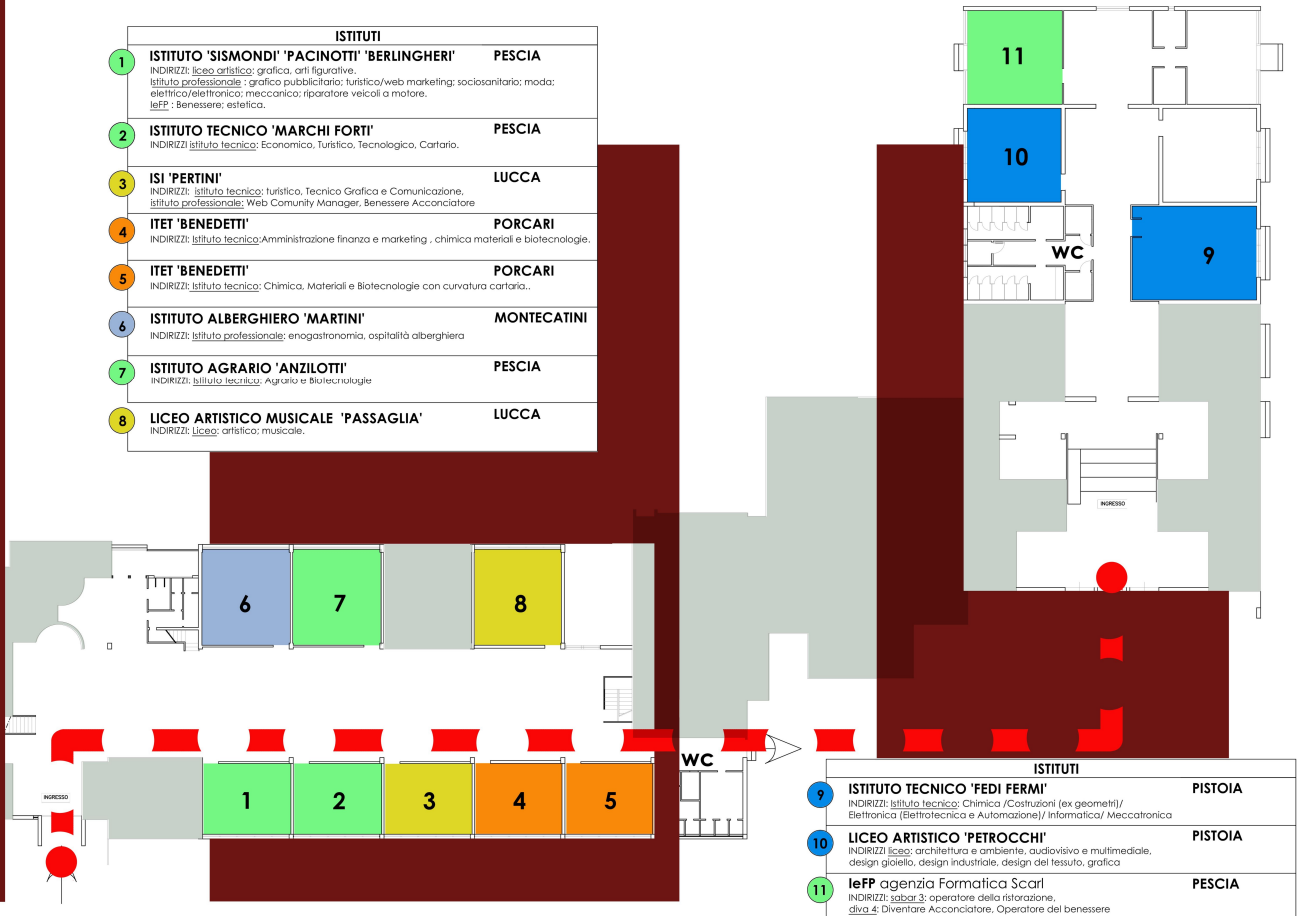 ISTITUTI
1 ISTITUTO 'SISMONDI' 'PACINOTTI' 'BERLINGHERI' PESCIA
INDIRIZZI: liceo artistico: grafica, arti figurative.
Istituto professionale : grafico pubblicitario; turistico/web marketing; sociosanitario; moda;
elettrico/elettronico; meccanico; riparatore veicoli a motore.
IeFP : Benessere; estetica.
2 ISTITUTO TECNICO 'MARCHI FORTI' PESCIA
INDIRIZZI istituto tecnico: Economico, Turistico, Tecnologico, Cartario.
3 ISI 'PERTINI' LUCCA
INDIRIZZI: istituto tecnico: turistico, Tecnico Grafica e Comunicazione,
istituto professionale: Web Comunity Manager, Benessere Acconciatore
4 ITET 'BENEDETTI' PORCARI
INDIRIZZI: Istituto tecnico:Amministrazione finanza e marketing , chimica materiali e biotecnologie.
5 ITET 'BENEDETTI' PORCARI
INDIRIZZI: Istituto tecnico: Chimica, Materiali e Biotecnologie con curvatura cartaria..
6 ISTITUTO ALBERGHIERO 'MARTINI' MONTECATINI
INDIRIZZI: Istituto professionale: enogastronomia, ospitalità alberghiera
7 ISTITUTO AGRARIO 'ANZILOTTI' PESCIA
INDIRIZZI: Istituto tecnico: Agrario e Biotecnologie
8 LICEO ARTISTICO MUSICALE 'PASSAGLIA' LUCCA
INDIRIZZI: Liceo: artistico; musicale.
11
10
WC
9
INGRESSO
6 7 8
WC
INGRESSO
1 2 3 4 5
ISTITUTI
9 ISTITUTO TECNICO 'FEDI FERMI' PISTOIA
INDIRIZZI: Istituto tecnico: Chimica /Costruzioni (ex geometri)/
Elettronica (Elettrotecnica e Automazione)/ Informatica/ Meccatronica
10 LICEO ARTISTICO 'PETROCCHI' PISTOIA
INDIRIZZI liceo: architettura e ambiente, audiovisivo e multimediale,
design gioiello, design industriale, design del tessuto, grafica
11 IeFP agenzia Formatica Scarl PESCIA
INDIRIZZI: sabar 3: operatore della ristorazione,
diva 4: Diventare Acconciatore, Operatore del benessere